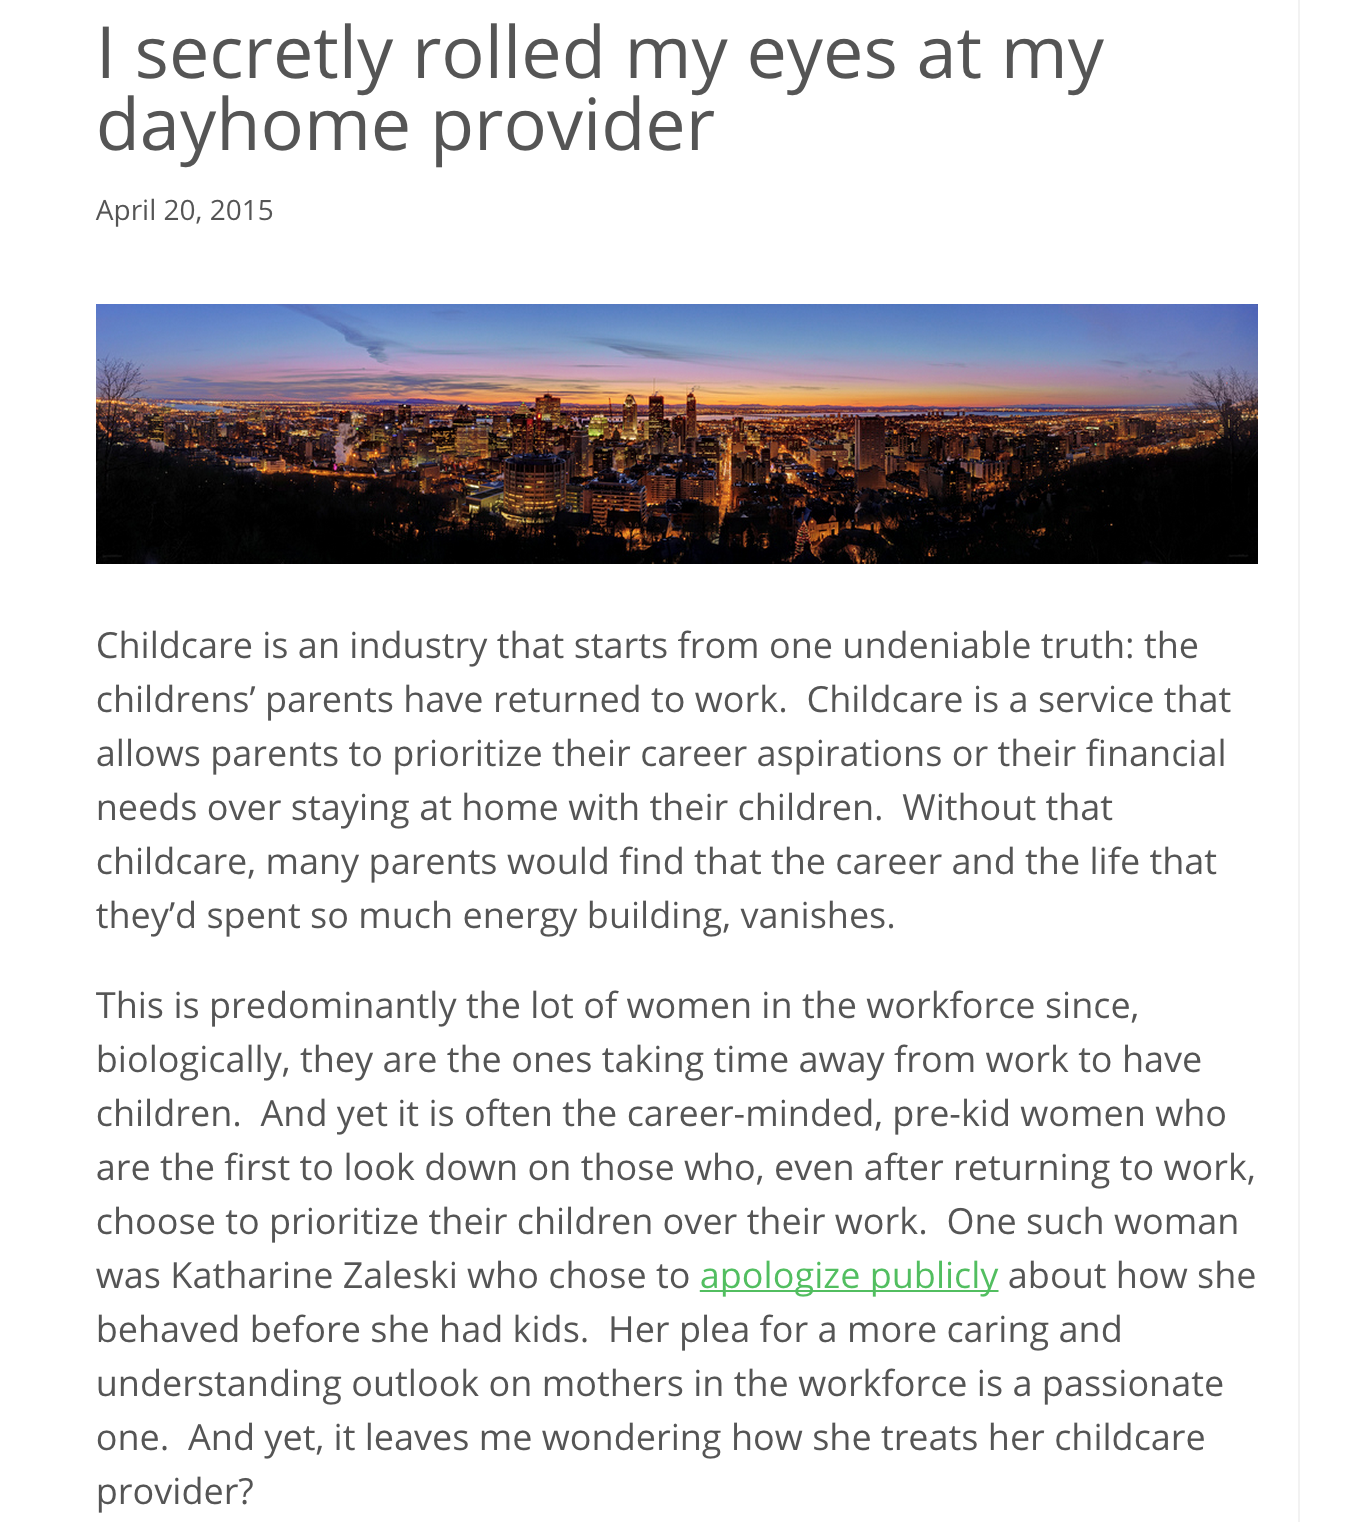 I secretly rolled my eyes at my
dayhome provider
April 20, 2015
Childcare is an industry that starts from one undeniable truth: the
childrens’ parents have returned to work.  Childcare is a service that
allows parents to prioritize their career aspirations or their financial
needs over staying at home with their children.  Without that
childcare, many parents would find that the career and the life that
they’d spent so much energy building, vanishes.
This is predominantly the lot of women in the workforce since,
biologically, they are the ones taking time away from work to have
children.  And yet it is often the career-minded, pre-kid women who
are the first to look down on those who, even after returning to work,
choose to prioritize their children over their work.  One such woman
was Katharine Zaleski who chose to apologize publicly about how she
behaved before she had kids.  Her plea for a more caring and
understanding outlook on mothers in the workforce is a passionate
one.  And yet, it leaves me wondering how she treats her childcare
provider?